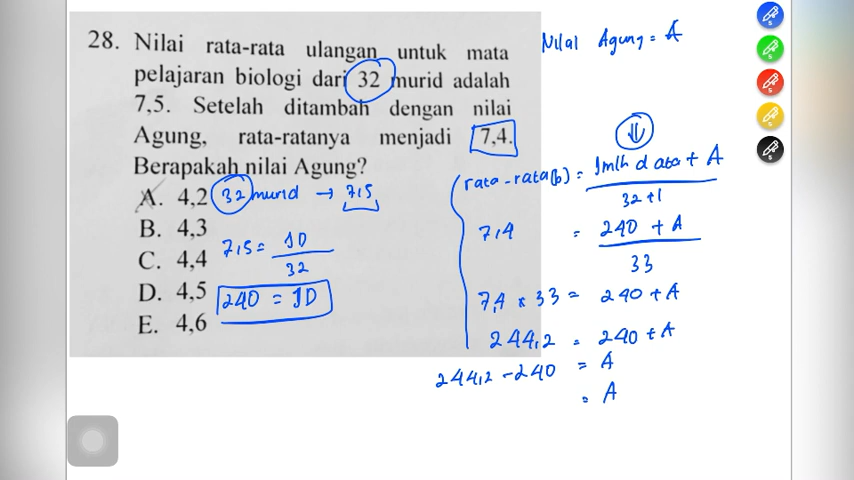 28. Nilai rata-rata ulangan untuk mata
pelajaran biologi dari 32 murid adalah
7,5. Setelah ditambah dengan nilai
Agung, rata-ratanya menjadi 7,4.
Berapakah nilai Agung?
A. 4,2
B. 4,3
C. 4,4
D. 4,5
E. 4,6
32 murid → 7,5
7,5 = JD
32
240 = JD
Nilai Agung = A
rata-rata(b) = Jmlh data + A
32 + 1
7,4 = 240 + A
33
7,4 x 33 = 240 + A
244,2 = 240 + A
244,2 - 240 = A
= A